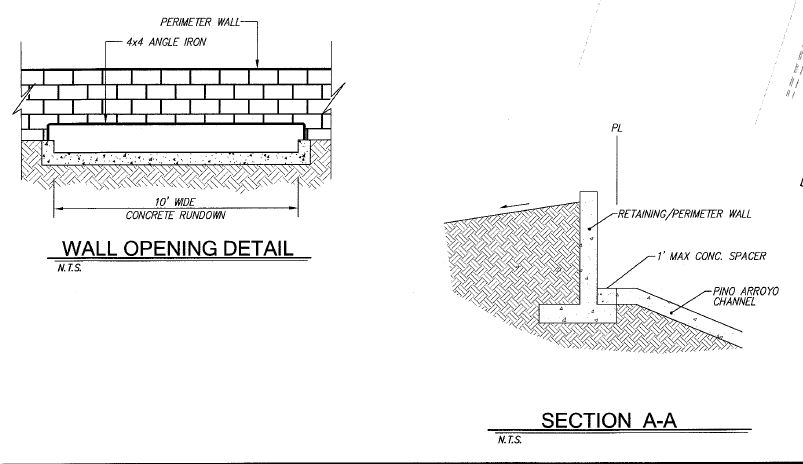 PERIMETER WALL
4x4 ANGLE IRON
10' WIDE
CONCRETE RUNDOWN
WALL OPENING DETAIL
N.T.S.
PL
RETAINING/PERIMETER WALL
1' MAX CONC. SPACER
PINO ARROYO
CHANNEL
SECTION A-A
N.T.S.